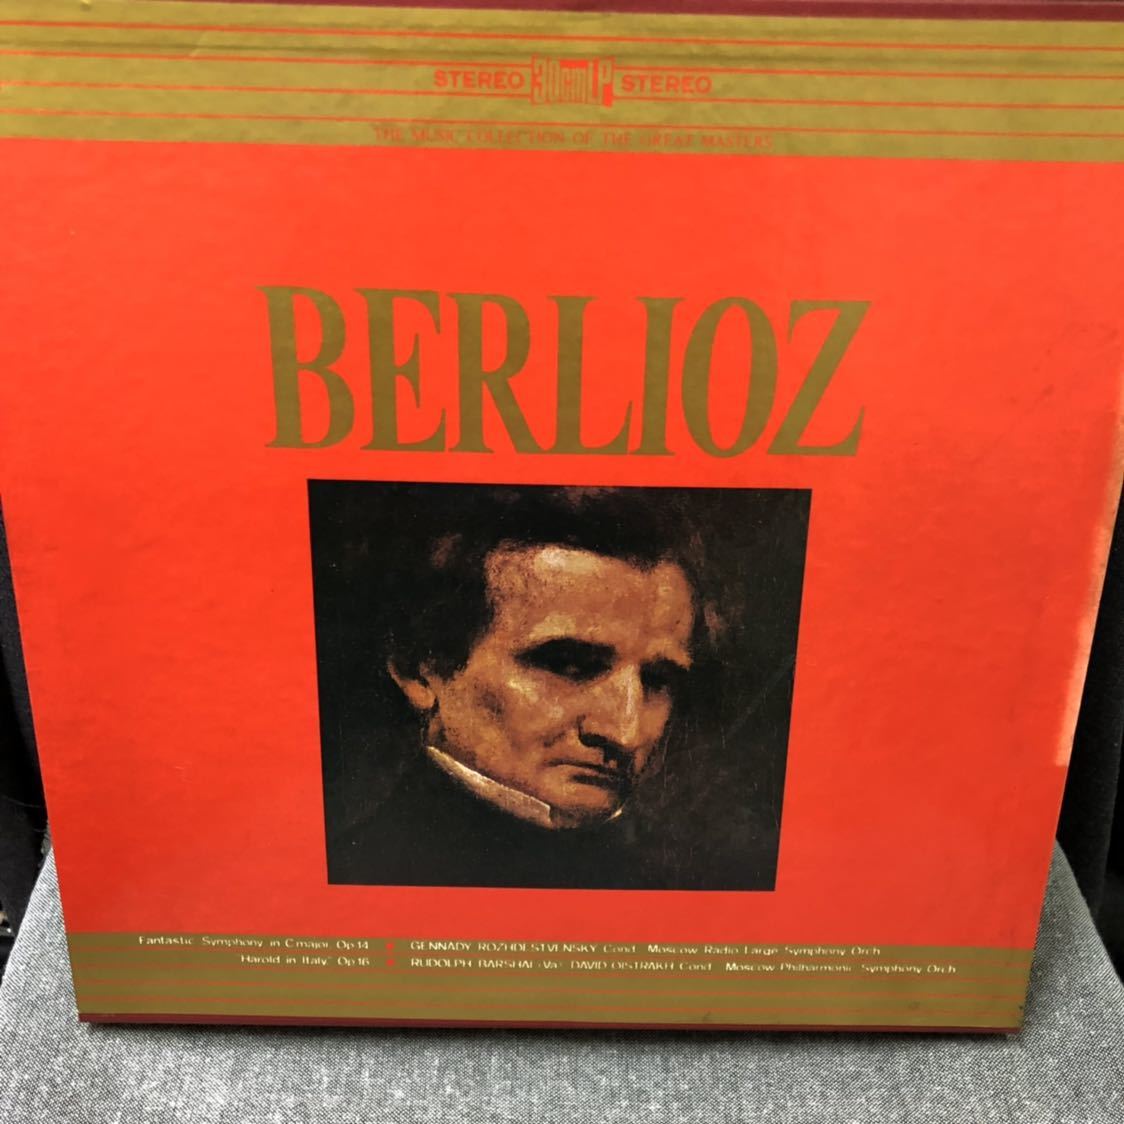 STEREO 30cmLP STEREO
THE MUSIC COLLECTION OF THE GREAT MASTERS
BERLIOZ
Fantastic Symphony in C major, Op.14 • GENNADY ROZHDESTVENSKY Cond. Moscow Radio Large Symphony Orch
"Harold in Italy" Op.16 • RUDOLPH BARSHAI (Va) DAVID OISTRAKH Cond. Moscow Philharmonic Symphony Orch